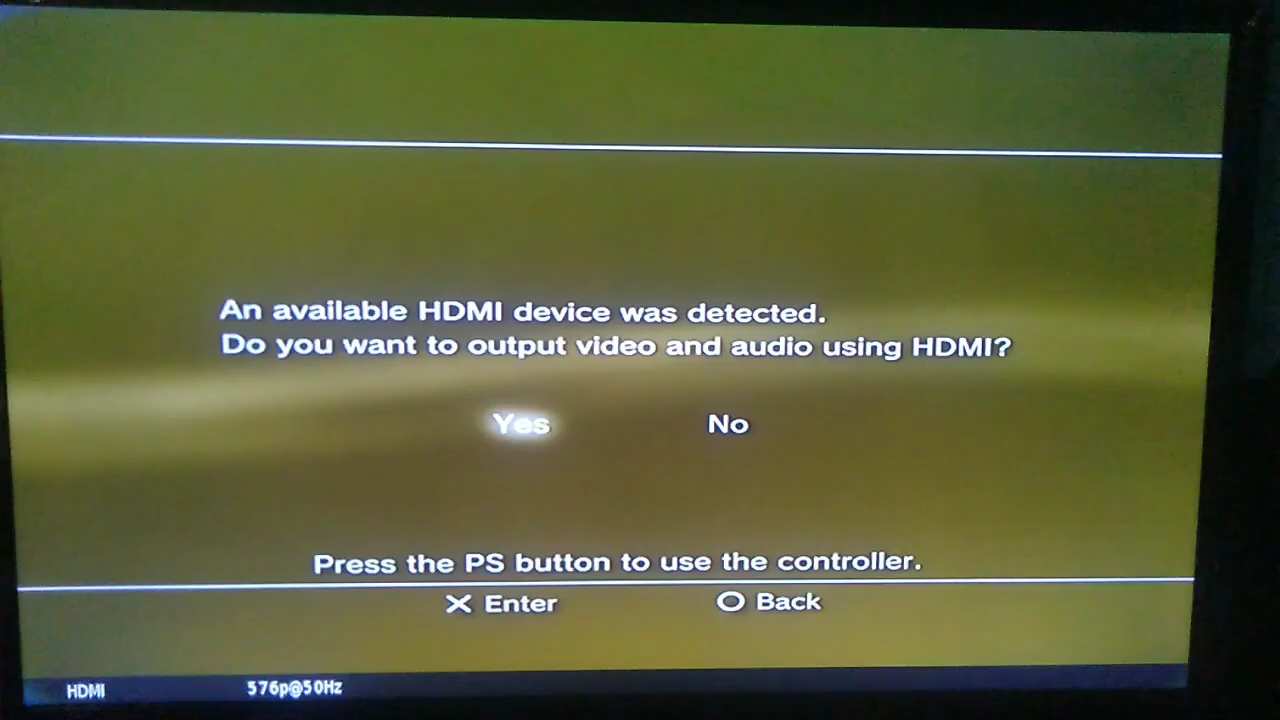 An available HDMI device was detected.
Do you want to output video and audio using HDMI?
Yes No
Press the PS button to use the controller.
Enter Back
HDMI 576p@50Hz